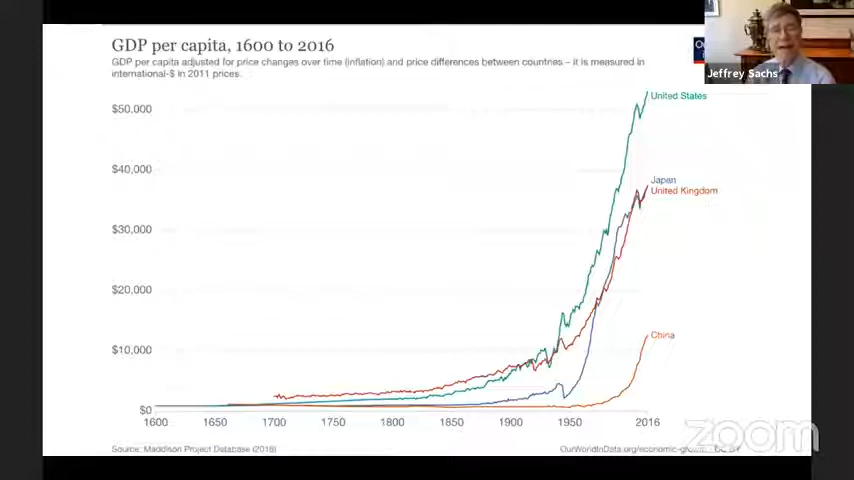 GDP per capita, 1600 to 2016
GDP per capita adjusted for price changes over time (inflation) and price differences between countries – it is measured in
international-$ in 2011 prices.
Jeffrey Sachs
$50,000
$40,000
$30,000
$20,000
$10,000
$0
United States
Japan
United Kingdom
China
1600 1650 1700 1750 1800 1850 1900 1950 2016
Source: Maddison Project Database (2018)
OurWorldInData.org/economic-growth
zoom